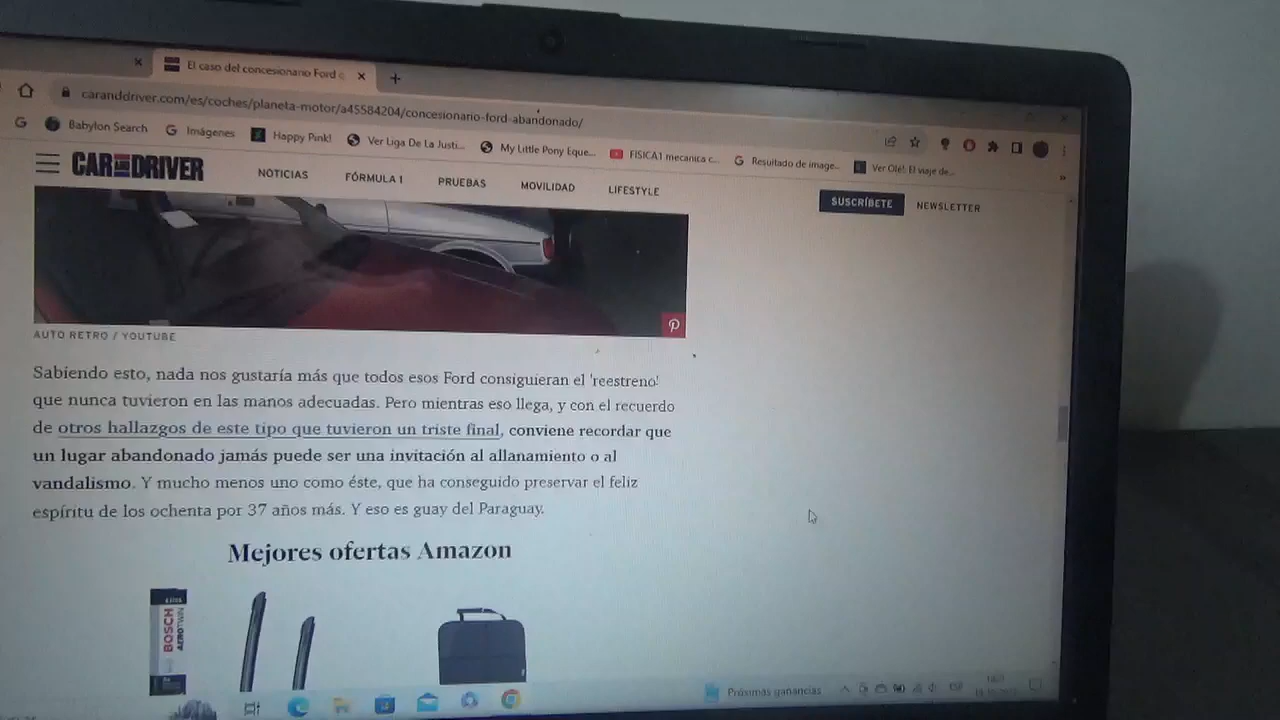 El caso del concesionario Ford
caranddriver.com/es/coches/planeta-motor/a45584204/concesionario-ford-abandonado/
G Babylon Search G Imágenes Happy Pink! Ver Liga De La Justi... My Little Pony Eque... FISICA1 mecanica c... G Resultado de image... Ver Olé!: El viaje de...
CAR AND DRIVER NOTICIAS FÓRMULA 1 PRUEBAS MOVILIDAD LIFESTYLE SUSCRÍBETE NEWSLETTER
AUTO RETRO / YOUTUBE
Sabiendo esto, nada nos gustaría más que todos esos Ford consiguieran el 'reestreno'
que nunca tuvieron en las manos adecuadas. Pero mientras eso llega, y con el recuerdo
de otros hallazgos de este tipo que tuvieron un triste final, conviene recordar que
un lugar abandonado jamás puede ser una invitación al allanamiento o al
vandalismo. Y mucho menos uno como éste, que ha conseguido preservar el feliz
espíritu de los ochenta por 37 años más. Y eso es guay del Paraguay.
Mejores ofertas Amazon
BOSCH
AEROTWIN
Próximas ganancias